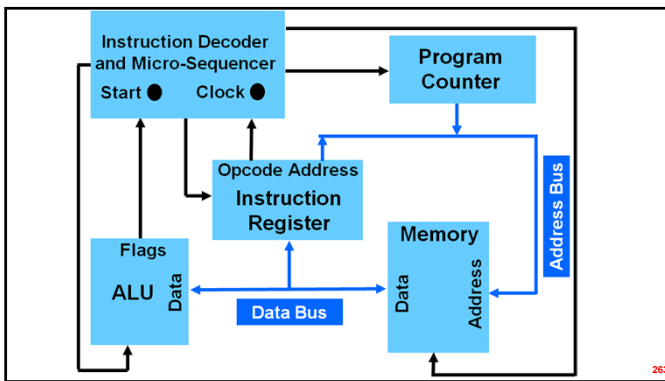 Instruction Decoder
and Micro-Sequencer
Start Clock
Program
Counter
Opcode Address
Instruction
Register
Address Bus
Flags
ALU
Data
Data Bus
Memory
Data
Address
263